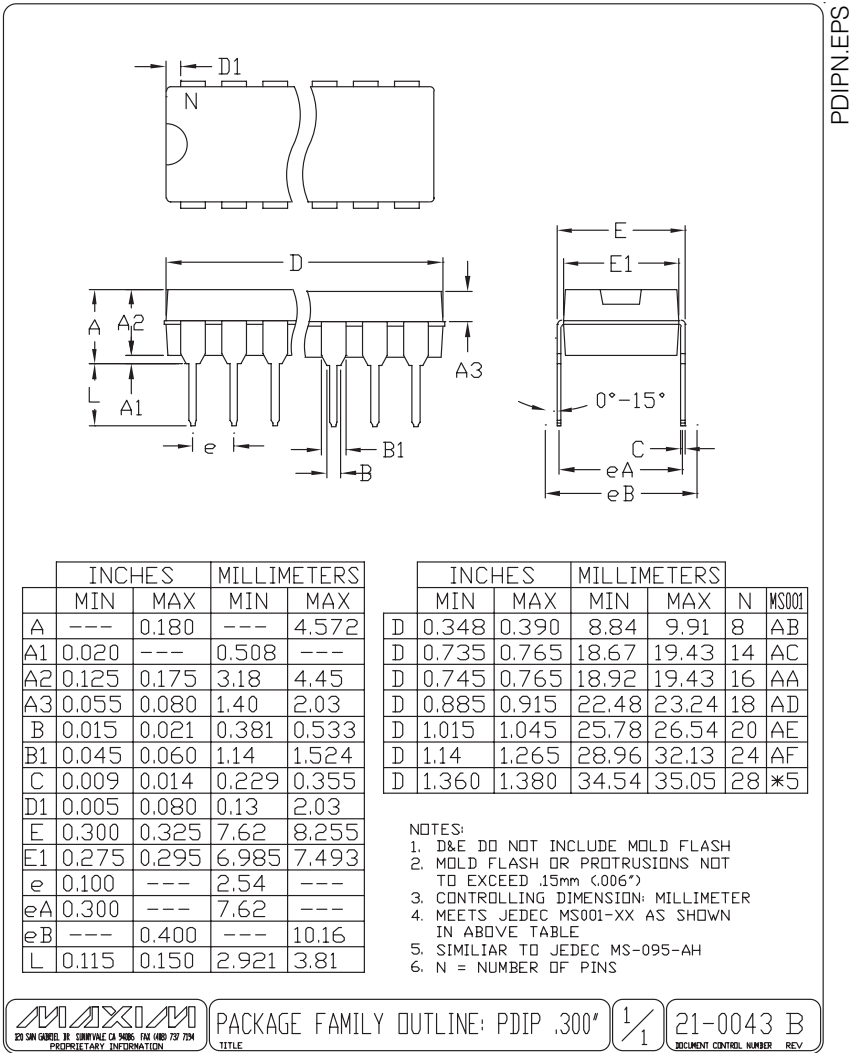 PDIPN.EPS
D1
N
E
D
E1
A
A2
A3
L
A1
0°-15°
e
B1
B
C
eA
eB
INCHES MILLIMETERS
MIN MAX MIN MAX
A --- 0.180 --- 4.572
A1 0.020 --- 0.508 ---
A2 0.125 0.175 3.18 4.45
A3 0.055 0.080 1.40 2.03
B 0.015 0.021 0.381 0.533
B1 0.045 0.060 1.14 1.524
C 0.009 0.014 0.229 0.355
D1 0.005 0.080 0.13 2.03
E 0.300 0.325 7.62 8.255
E1 0.275 0.295 6.985 7.493
e 0.100 --- 2.54 ---
eA 0.300 --- 7.62 ---
eB --- 0.400 --- 10.16
L 0.115 0.150 2.921 3.81
INCHES MILLIMETERS
MIN MAX MIN MAX N MS001
D 0.348 0.390 8.84 9.91 8 AB
D 0.735 0.765 18.67 19.43 14 AC
D 0.745 0.765 18.92 19.43 16 AA
D 0.885 0.915 22.48 23.24 18 AD
D 1.015 1.045 25.78 26.54 20 AE
D 1.14 1.265 28.96 32.13 24 AF
D 1.360 1.380 34.54 35.05 28 *5
NOTES:
1. D&E DO NOT INCLUDE MOLD FLASH
2. MOLD FLASH OR PROTRUSIONS NOT
TO EXCEED .15mm (.006")
3. CONTROLLING DIMENSION: MILLIMETER
4. MEETS JEDEC MS001-XX AS SHOWN
IN ABOVE TABLE
5. SIMILIAR TO JEDEC MS-095-AH
6. N = NUMBER OF PINS
MAXIM
120 SAN GABRIEL DR SUNNYVALE CA 94086 FAX (408) 737 7194
PROPRIETARY INFORMATION
PACKAGE FAMILY OUTLINE: PDIP .300"
TITLE
1/1
21-0043 B
DOCUMENT CONTROL NUMBER REV